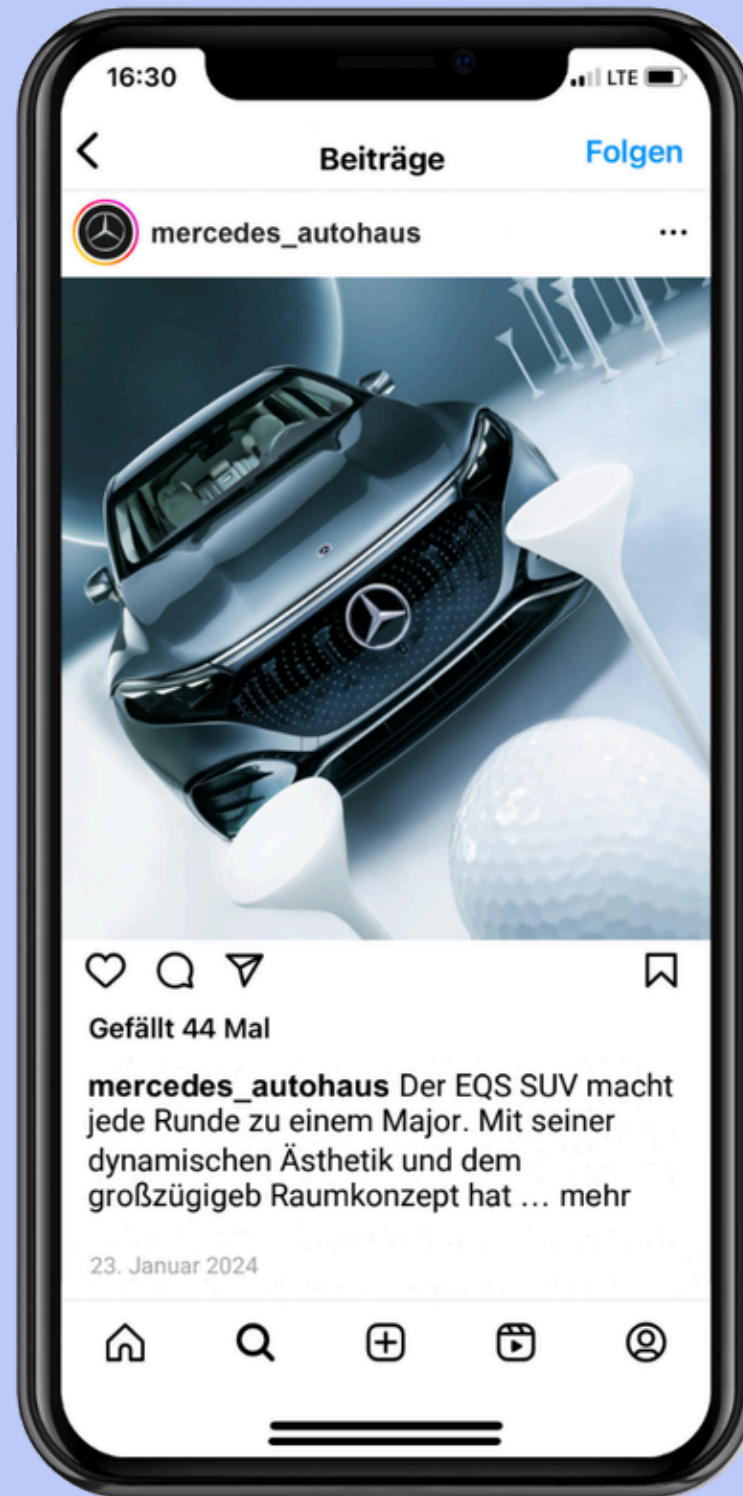 16:30 LTE
Beiträge Folgen
mercedes_autohaus
Gefällt 44 Mal
mercedes_autohaus Der EQS SUV macht
jede Runde zu einem Major. Mit seiner
dynamischen Ästhetik und dem
großzügigeb Raumkonzept hat … mehr
23. Januar 2024